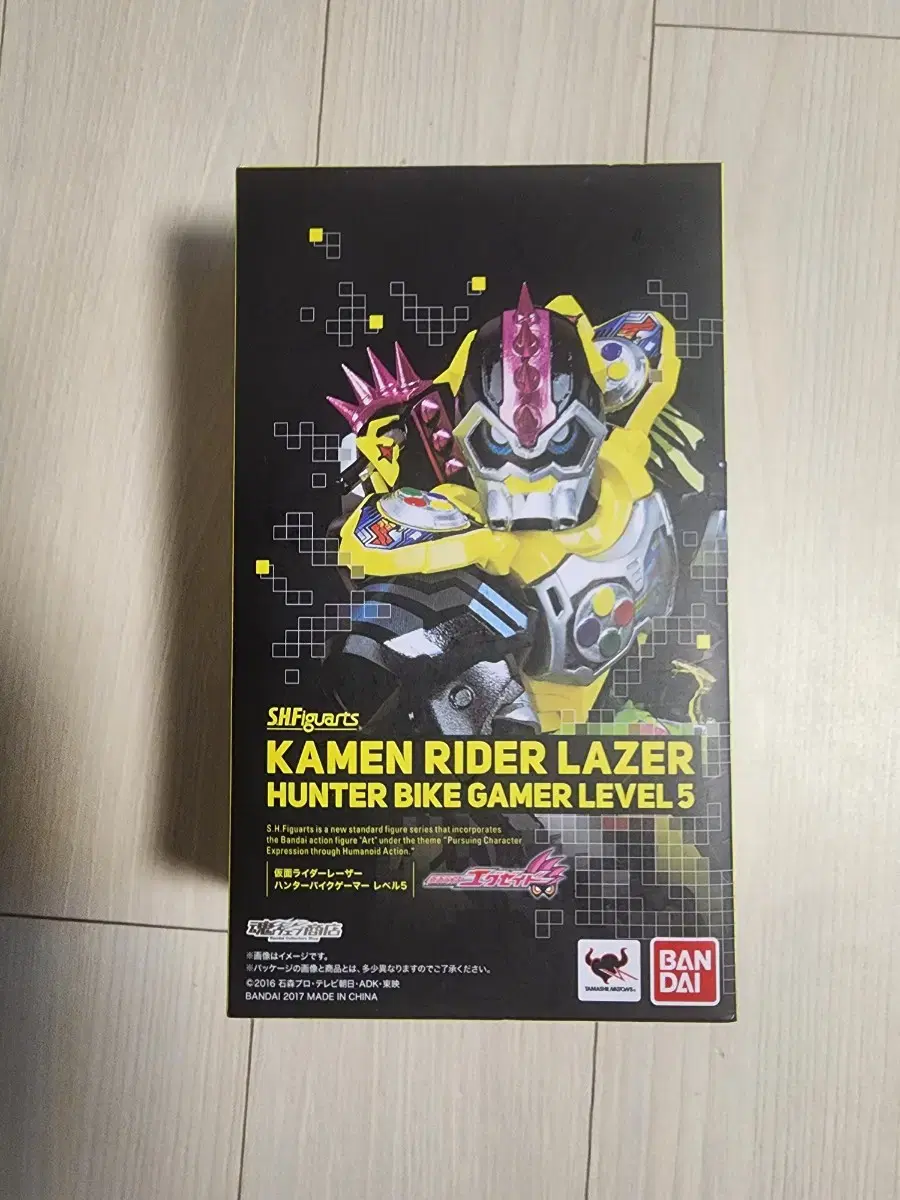 S.H.Figuarts
KAMEN RIDER LAZER
HUNTER BIKE GAMER LEVEL 5
S.H.Figuarts is a new standard figure series that incorporates
the Bandai action figure "Art" under the theme "Pursuing Character
Expression through Humanoid Action."
仮面ライダーレーザー
ハンターバイクゲーマー レベル5
仮面ライダーエグゼイド
魂ウェブ商店
※画像はイメージです。
※パッケージの画像と商品とは、多少異なりますのでご了承ください。
©2016 石森プロ・テレビ朝日・ADK・東映
BANDAI 2017 MADE IN CHINA
TAMASHII NATIONS
BAN
DAI